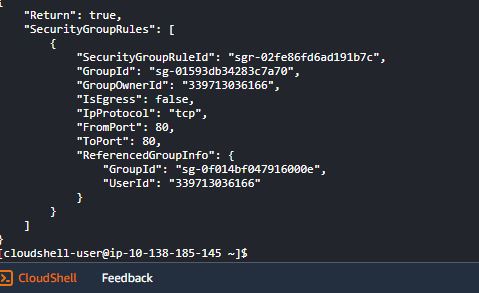 "Return": true,
"SecurityGroupRules": [
{
"SecurityGroupRuleId": "sgr-02fe86fd6ad191b7c",
"GroupId": "sg-01593db34283c7a70",
"GroupOwnerId": "339713036166",
"IsEgress": false,
"IpProtocol": "tcp",
"FromPort": 80,
"ToPort": 80,
"ReferencedGroupInfo": {
"GroupId": "sg-0f014bf047916000e",
"UserId": "339713036166"
}
}
]
}
[cloudshell-user@ip-10-138-185-145 ~]$
CloudShell Feedback